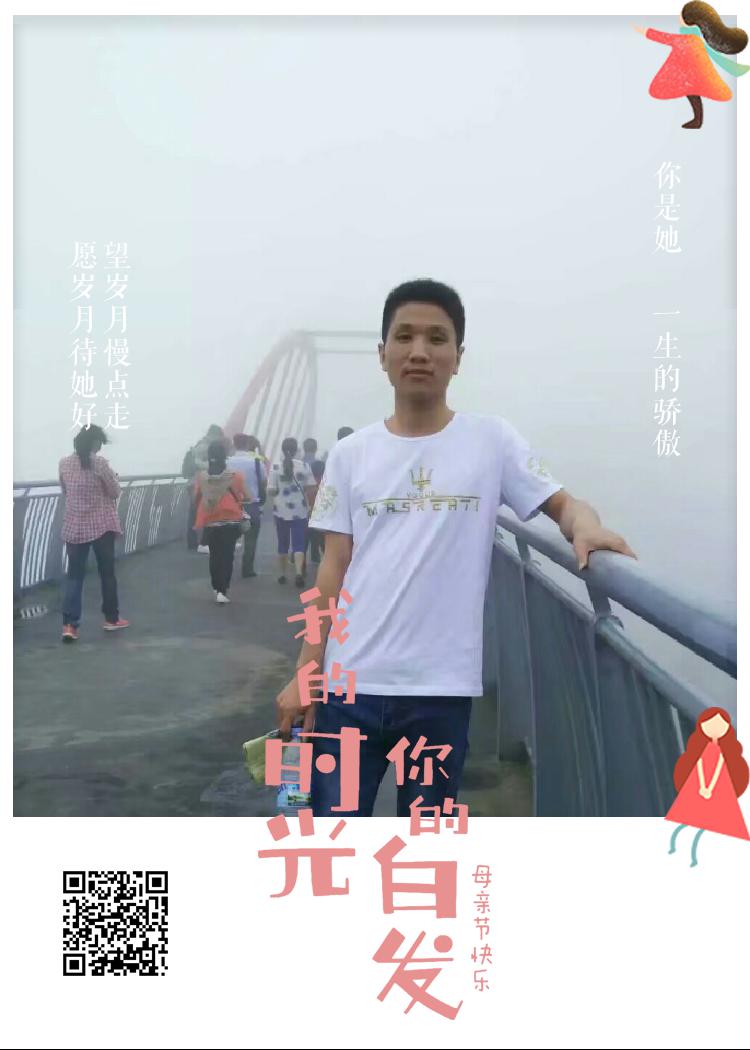 你是她 一生的骄傲
望岁月慢点走
愿岁月待她好
MASERATI
我的时光
你的白发
母亲节快乐